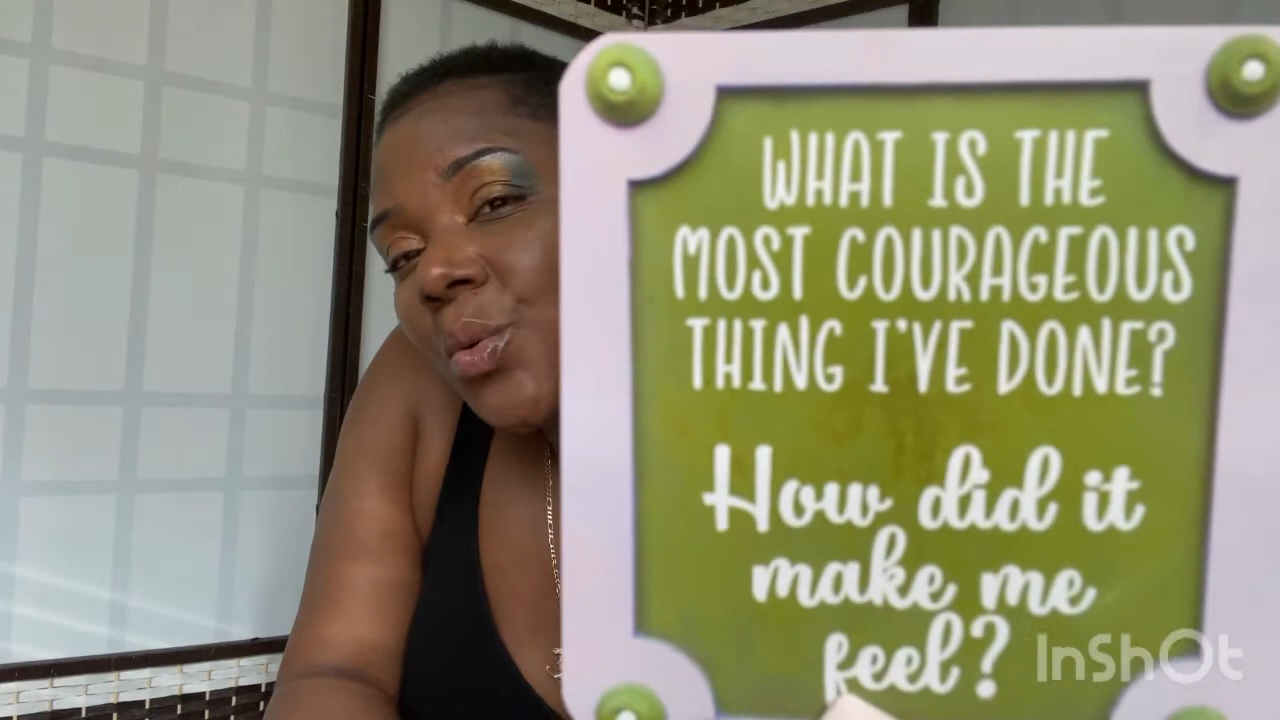 WHAT IS THE
MOST COURAGEOUS
THING I'VE DONE?
How did it
make me
feel?
InShOt